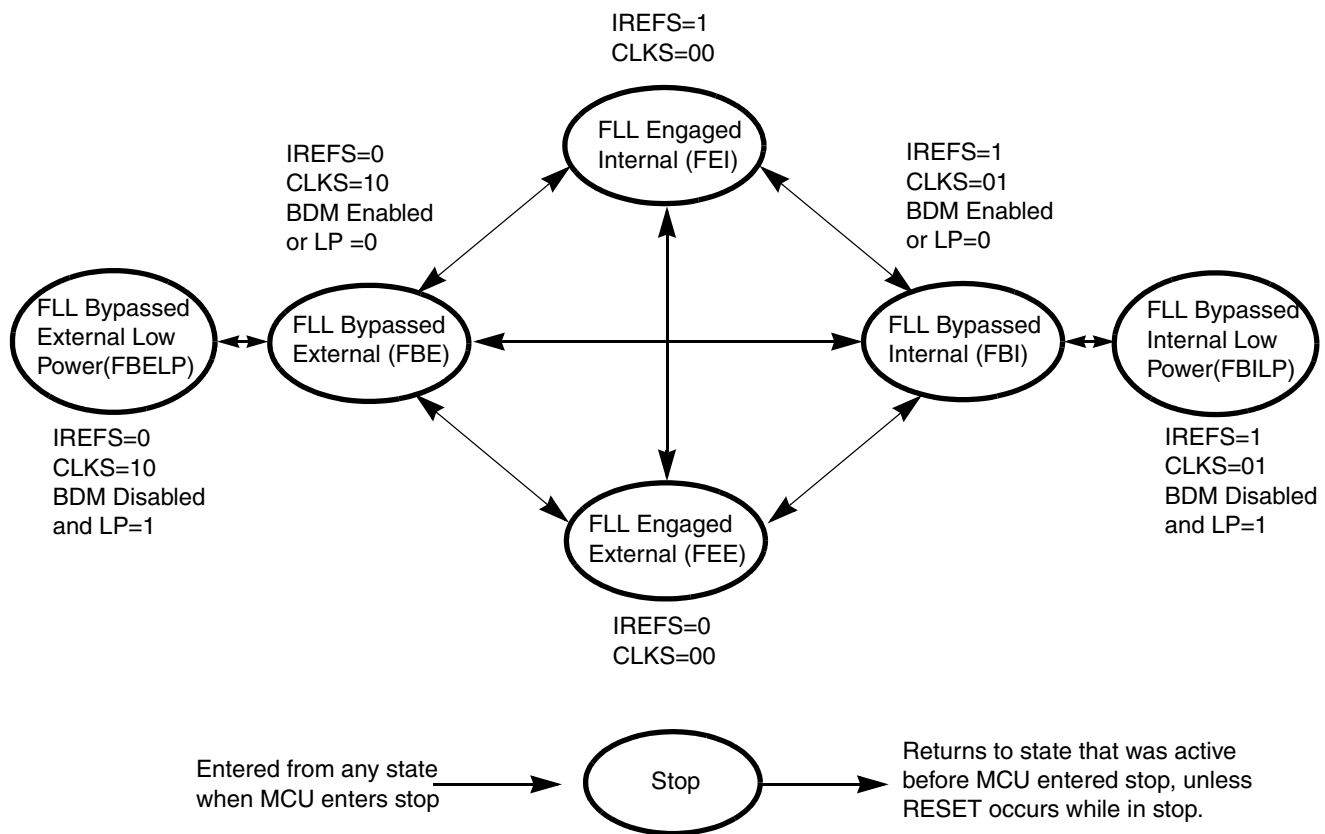 IREFS=1
CLKS=00
FLL Engaged
Internal (FEI)
IREFS=0
CLKS=10
BDM Enabled
or LP =0
IREFS=1
CLKS=01
BDM Enabled
or LP=0
FLL Bypassed
External Low
Power(FBELP)
FLL Bypassed
External (FBE)
FLL Bypassed
Internal (FBI)
FLL Bypassed
Internal Low
Power(FBILP)
IREFS=0
CLKS=10
BDM Disabled
and LP=1
FLL Engaged
External (FEE)
IREFS=1
CLKS=01
BDM Disabled
and LP=1
IREFS=0
CLKS=00
Entered from any state
when MCU enters stop
Stop
Returns to state that was active
before MCU entered stop, unless
RESET occurs while in stop.